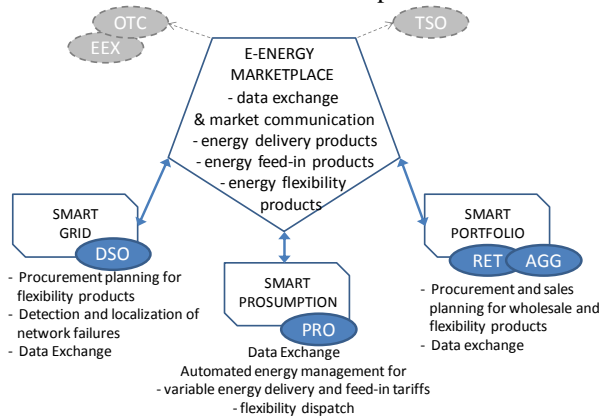 OTC
EEX
TSO
E-ENERGY
MARKETPLACE
- data exchange
& market communication
- energy delivery products
- energy feed-in products
- energy flexibility
products
SMART
GRID
DSO
- Procurement planning for
flexibility products
- Detection and localization of
network failures
- Data Exchange
SMART
PROSUMPTION
PRO
Data Exchange
Automated energy management for
- variable energy delivery and feed-in tariffs
- flexibility dispatch
SMART
PORTFOLIO
RET AGG
- Procurement and sales
planning for wholesale and
flexibility products
- Data exchange